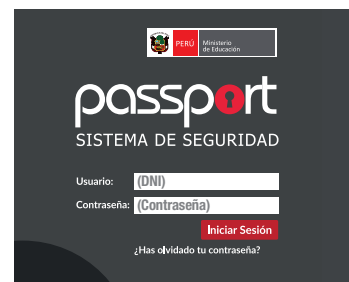 PERÚ
Ministerio
de Educación
passport
SISTEMA DE SEGURIDAD
Usuario: (DNI)
Contraseña: (Contraseña)
Iniciar Sesión
¿Has olvidado tu contraseña?